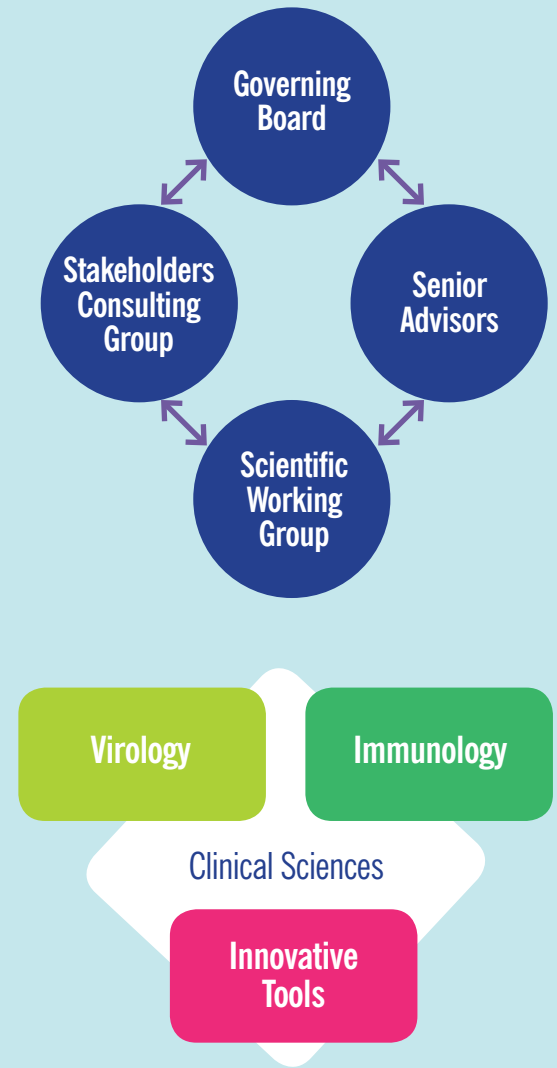 Governing
Board
Stakeholders
Consulting
Group
Senior
Advisors
Scientific
Working
Group
Virology
Immunology
Clinical Sciences
Innovative
Tools